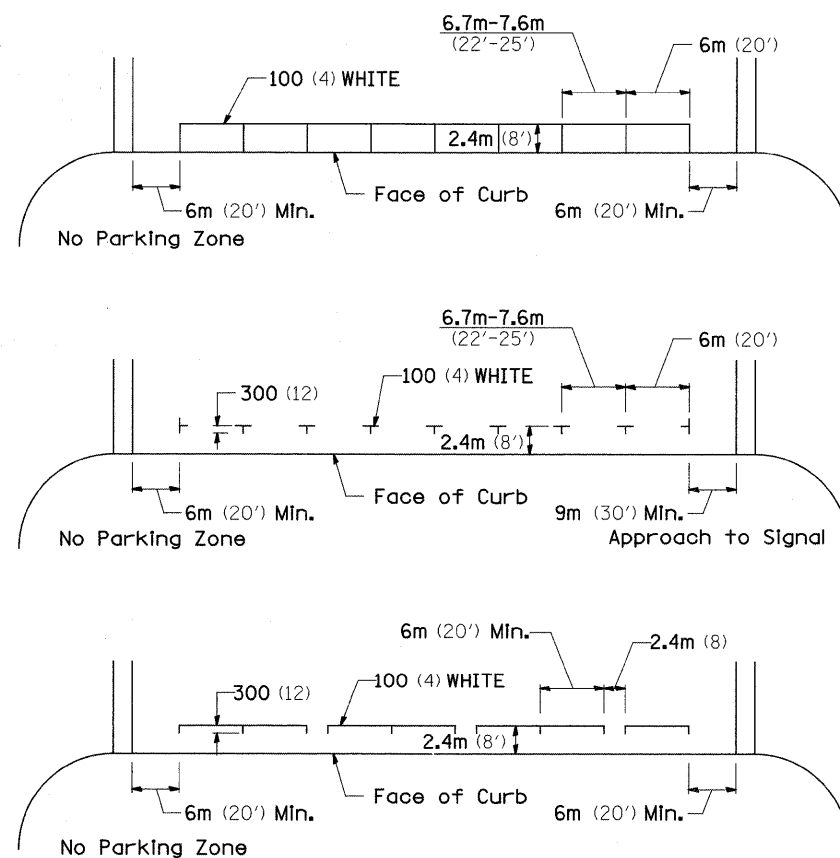 6.7m-7.6m
(22'-25')
6m (20')
100 (4) WHITE
2.4m (8')
Face of Curb
6m (20') Min.
6m (20') Min.
No Parking Zone
6.7m-7.6m
(22'-25')
6m (20')
300 (12)
100 (4) WHITE
2.4m (8')
Face of Curb
6m (20') Min.
9m (30') Min.
No Parking Zone
Approach to Signal
6m (20') Min.
2.4m (8)
300 (12)
100 (4) WHITE
2.4m (8')
Face of Curb
6m (20') Min.
6m (20') Min.
No Parking Zone